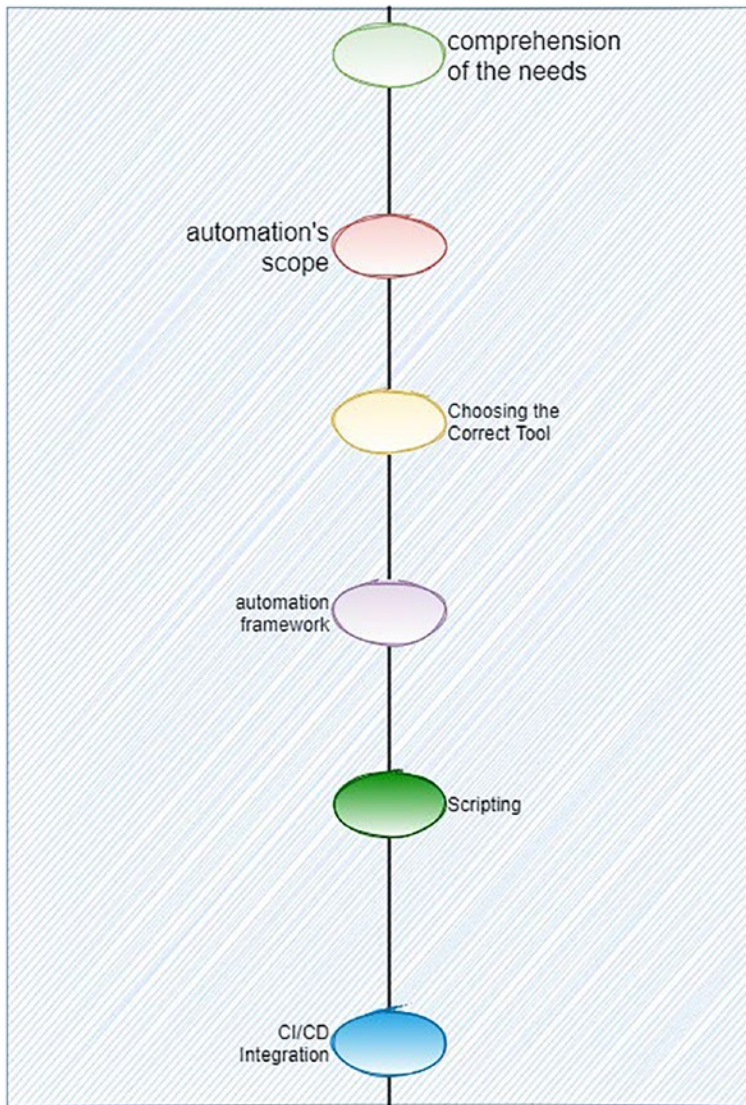 comprehension
of the needs
automation's
scope
Choosing the
Correct Tool
automation
framework
Scripting
CI/CD
Integration